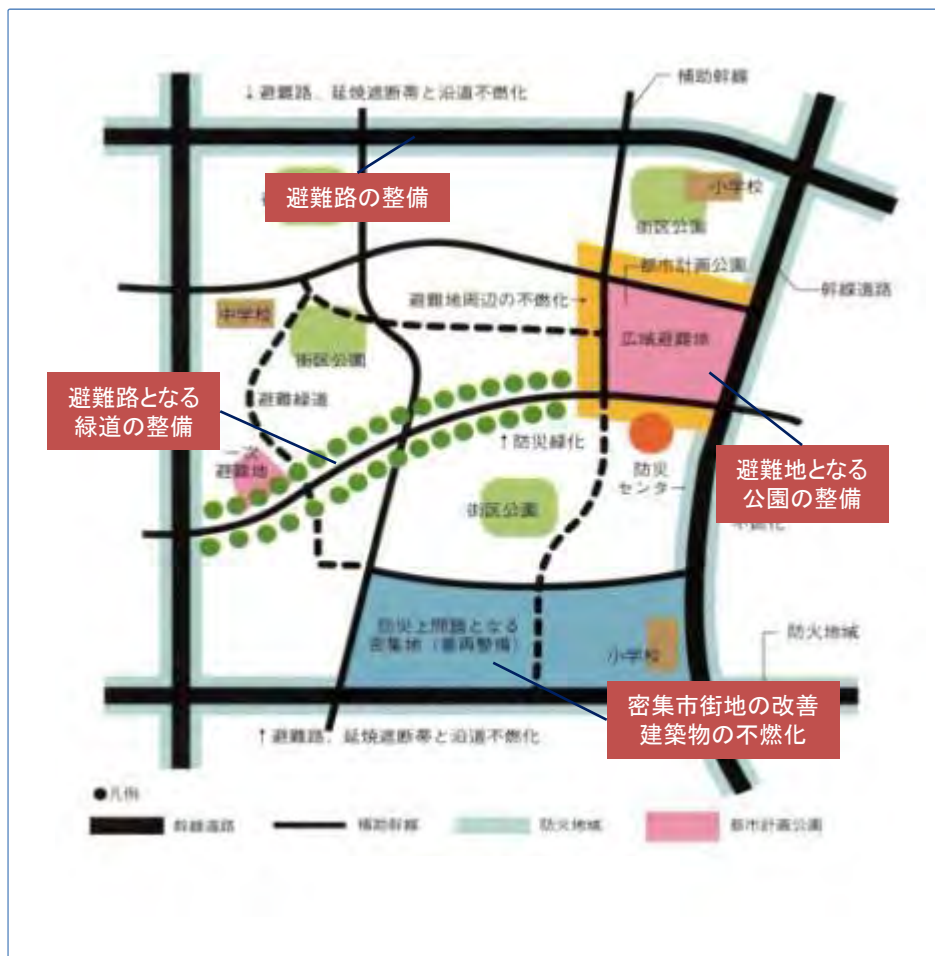 補助幹線
↓避難路、延焼遮断帯と沿道不燃化
避難路の整備
小学校
街区公園
都市計画公園
幹線道路
避難地周辺の不燃化→
中学校
広域避難地
街区公園
避難路となる
緑道の整備
避難緑道
↑防災緑化
一次
避難地
防災
センター
避難地となる
公園の整備
街区公園
不燃化
防災上問題となる
密集地（要再整備）
小学校
防火地域
密集市街地の改善
建築物の不燃化
↑避難路、延焼遮断帯と沿道不燃化
●凡例
幹線道路
補助幹線
防火地域
都市計画公園